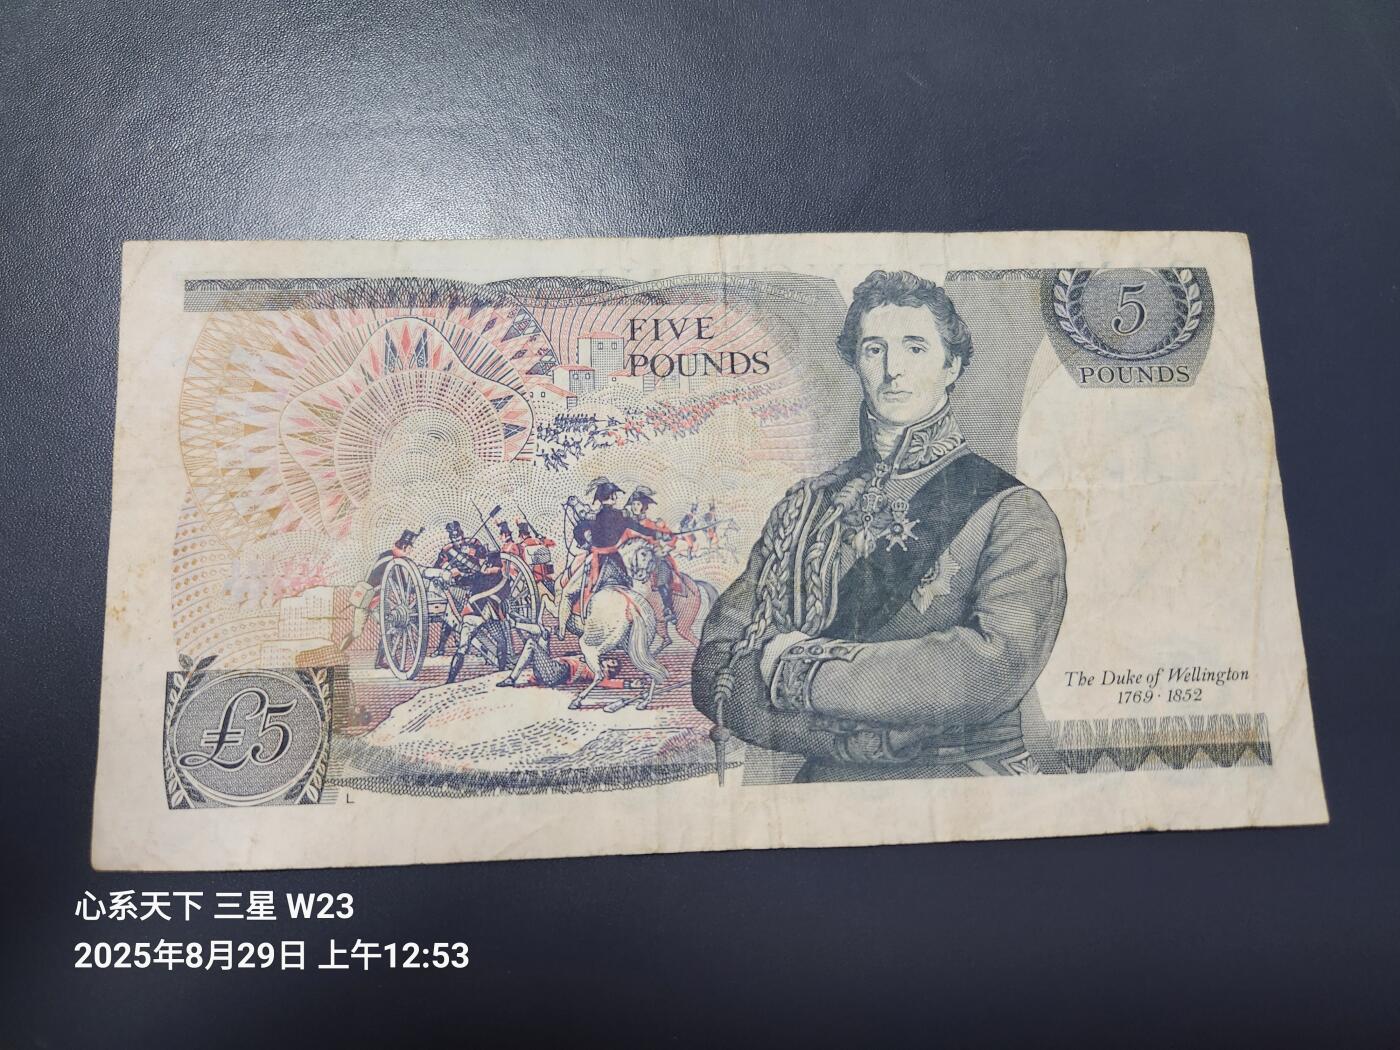 FIVE
POUNDS
5
POUNDS
The Duke of Wellington
1769 · 1852
£5
L
心系天下 三星 W23
2025年8月29日 上午12:53